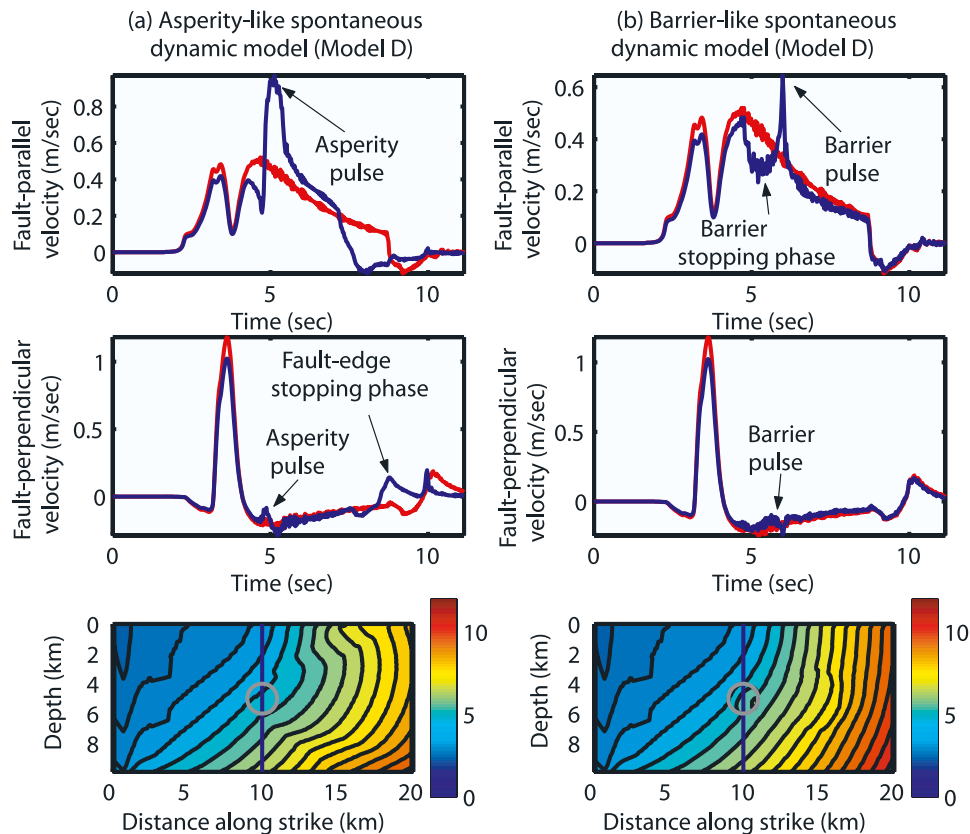 (a) Asperity-like spontaneous
dynamic model (Model D)
Fault-parallel
velocity (m/sec)
0.8
0.6
0.4
0.2
0
Asperity
pulse
0 5 10
Time (sec)
(b) Barrier-like spontaneous
dynamic model (Model D)
Fault-parallel
velocity (m/sec)
0.6
0.4
0.2
0
Barrier
pulse
Barrier
stopping phase
0 5 10
Time (sec)
Fault-perpendicular
velocity (m/sec)
1
0.5
0
Fault-edge
stopping phase
Asperity
pulse
0 5 10
Time (sec)
Fault-perpendicular
velocity (m/sec)
1
0.5
0
Barrier
pulse
0 5 10
Time (sec)
Depth (km)
0
2
4
6
8
0 5 10 15 20
Distance along strike (km)
10
5
0
Depth (km)
0
2
4
6
8
0 5 10 15 20
Distance along strike (km)
10
5
0